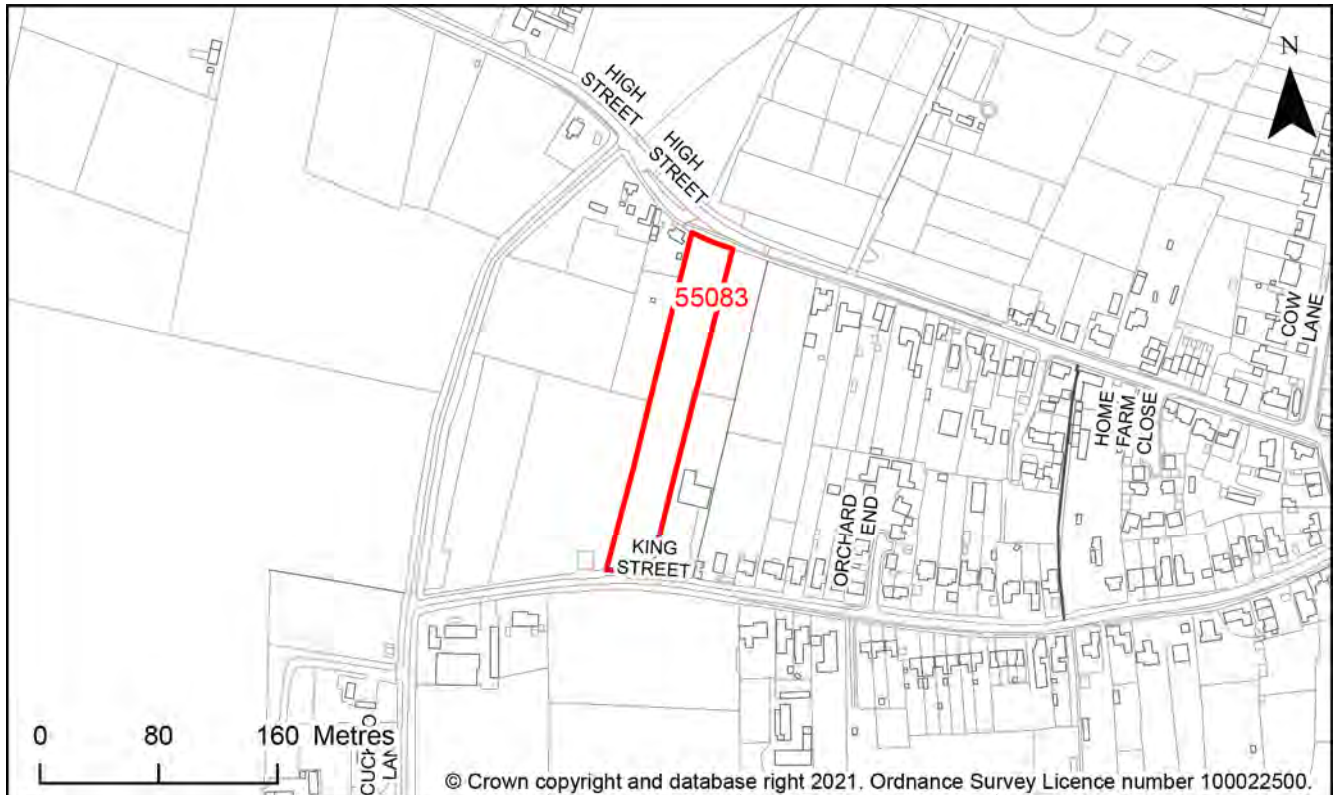 N
HIGH
STREET
HIGH
STREET
55083
COW
LANE
HOME
FARM
CLOSE
ORCHARD
END
KING
STREET
0 80 160 Metres
© Crown copyright and database right 2021. Ordnance Survey Licence number 100022500.